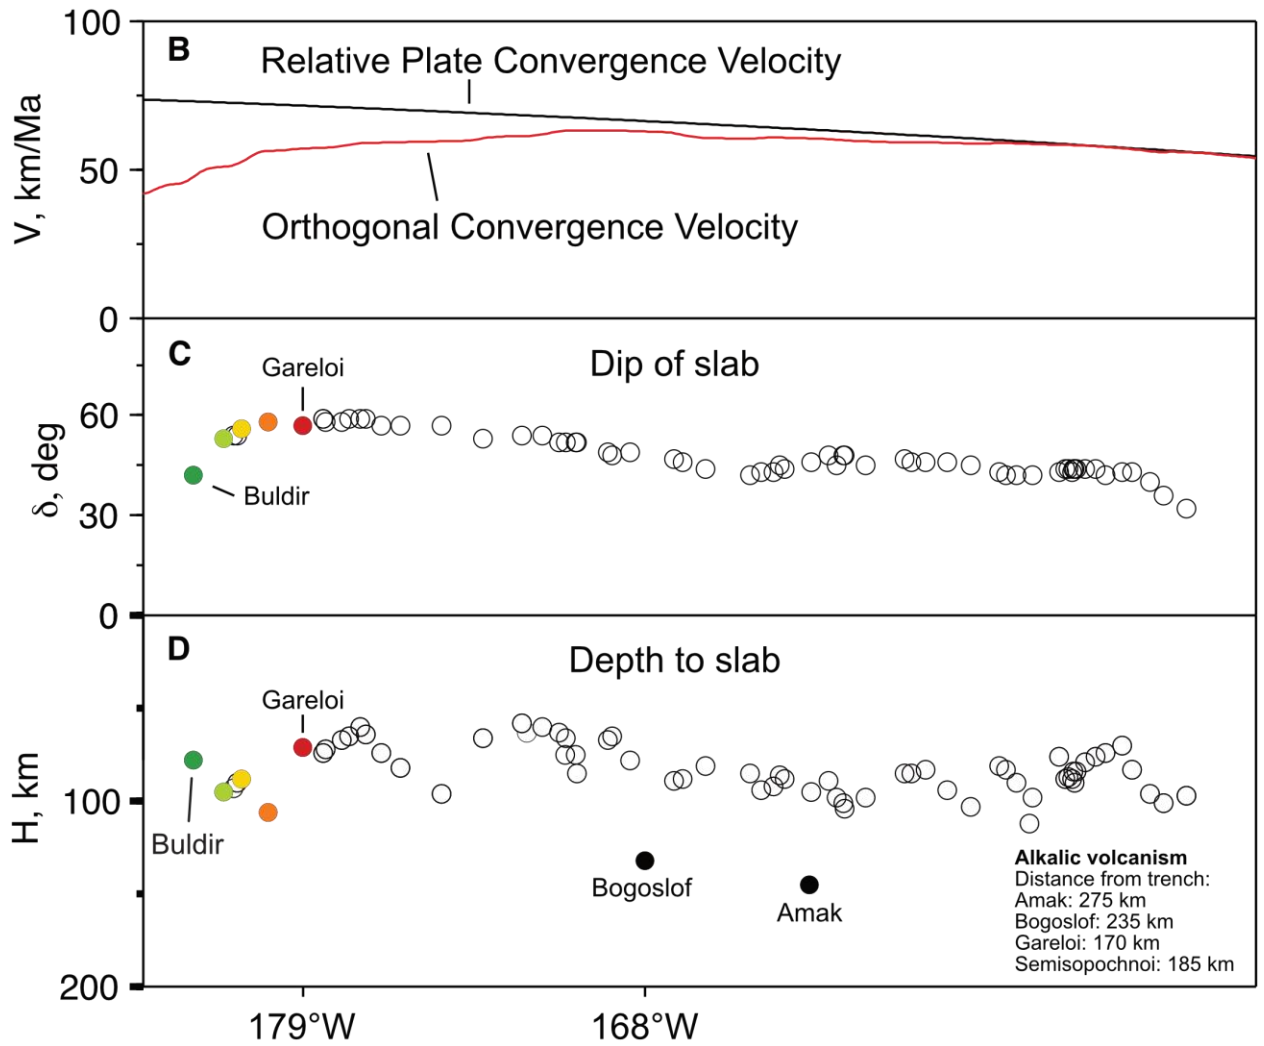 100
B
Relative Plate Convergence Velocity
V, km/Ma
50
Orthogonal Convergence Velocity
0
C
Dip of slab
Gareloi
60
δ, deg
Buldir
30
0
D
Depth to slab
Gareloi
H, km
100
Buldir
Bogoslof
Amak
Alkalic volcanism
Distance from trench:
Amak: 275 km
Bogoslof: 235 km
Gareloi: 170 km
Semisopochnoi: 185 km
200
179°W
168°W